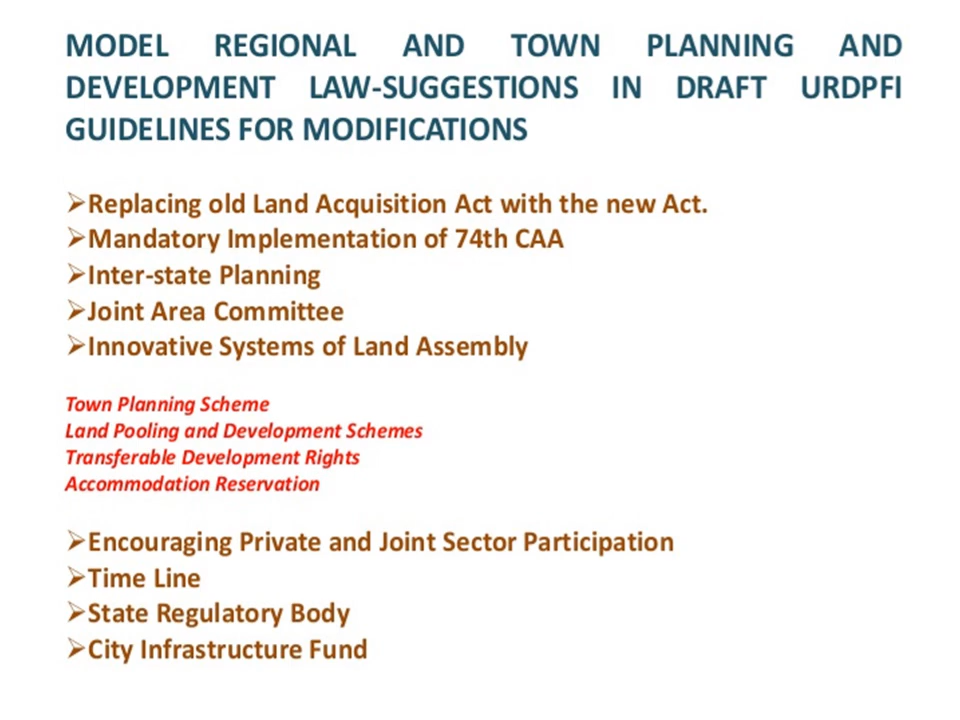 MODEL REGIONAL AND TOWN PLANNING AND
DEVELOPMENT LAW-SUGGESTIONS IN DRAFT URDPFI
GUIDELINES FOR MODIFICATIONS
➢Replacing old Land Acquisition Act with the new Act.
➢Mandatory Implementation of 74th CAA
➢Inter-state Planning
➢Joint Area Committee
➢Innovative Systems of Land Assembly
Town Planning Scheme
Land Pooling and Development Schemes
Transferable Development Rights
Accommodation Reservation
➢Encouraging Private and Joint Sector Participation
➢Time Line
➢State Regulatory Body
➢City Infrastructure Fund